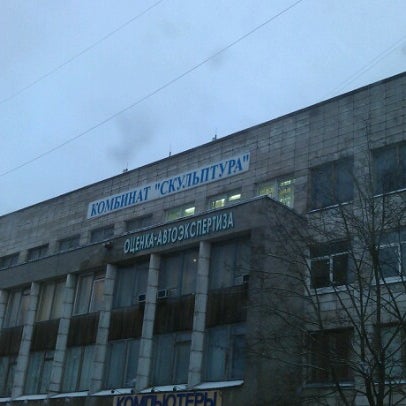 КОМБИНАТ "СКУЛЬПТУРА"
ОЦЕНКА-АВТОЭКСПЕРТИЗА
КОМПЬЮТЕРЫ